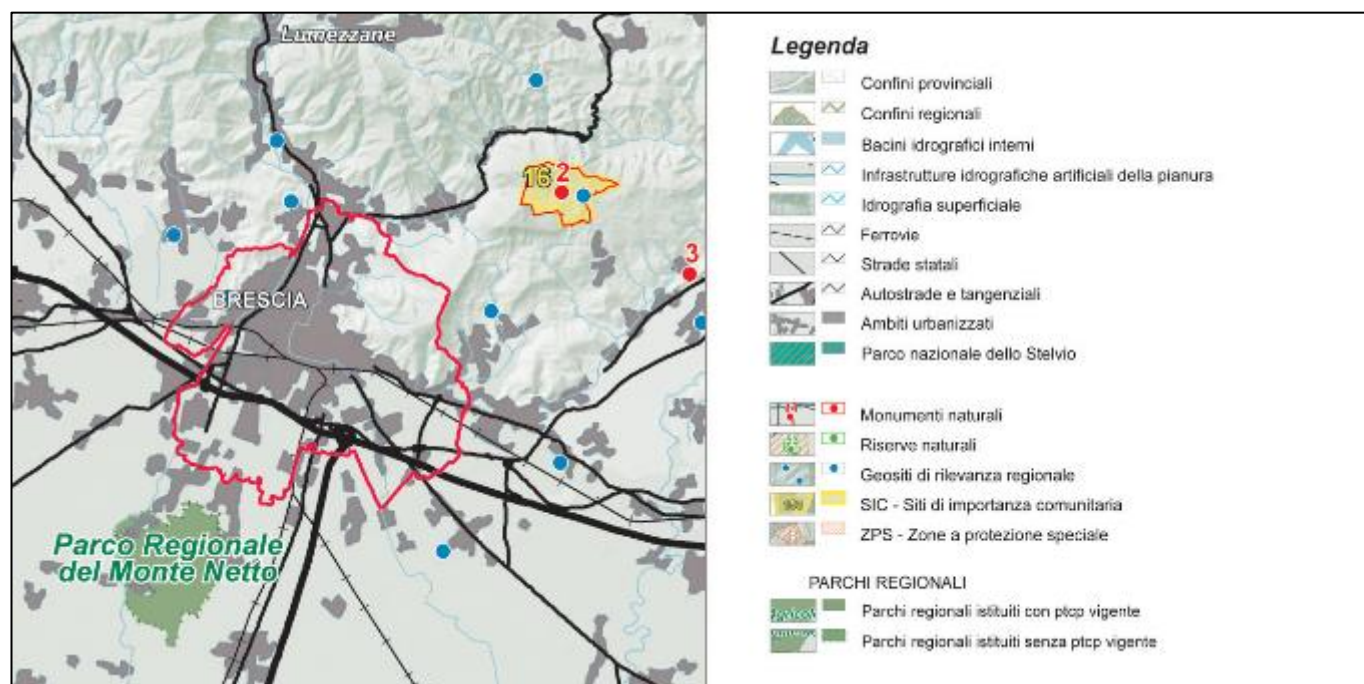 Lumezzane
16
2
3
BRESCIA
Parco Regionale
del Monte Netto
Legenda
Confini provinciali
Confini regionali
Bacini idrografici interni
Infrastrutture idrografiche artificiali della pianura
Idrografia superficiale
Ferrovie
Strade statali
Autostrade e tangenziali
Ambiti urbanizzati
Parco nazionale dello Stelvio
Monumenti naturali
Riserve naturali
Geositi di rilevanza regionale
SIC - Siti di importanza comunitaria
ZPS - Zone a protezione speciale
PARCHI REGIONALI
Parchi regionali istituiti con ptcp vigente
Parchi regionali istituiti senza ptcp vigente